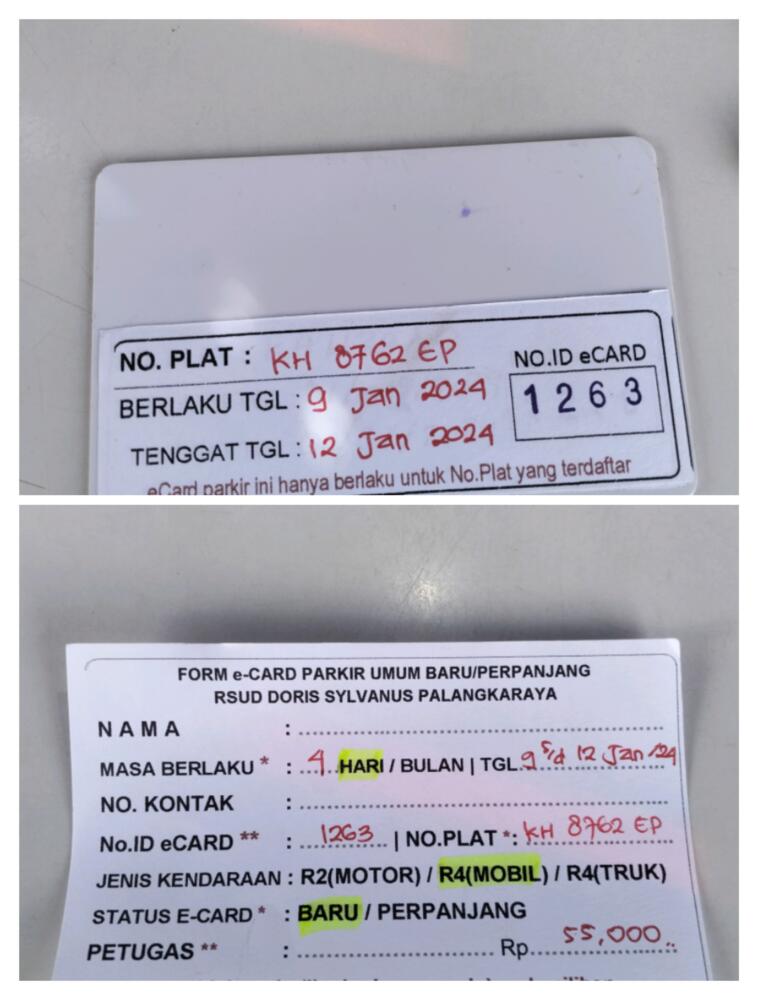 NO. PLAT : KH 8762 EP
NO.ID eCARD
BERLAKU TGL : 9 Jan 2024
1263
TENGGAT TGL : 12 Jan 2024
eCard parkir ini hanya berlaku untuk No.Plat yang terdaftar
FORM e-CARD PARKIR UMUM BARU/PERPANJANG
RSUD DORIS SYLVANUS PALANGKARAYA
NAMA :
MASA BERLAKU * : 4 HARI / BULAN | TGL. 9 s/d 12 Jan /24
NO. KONTAK :
No.ID eCARD ** : 1263 | NO.PLAT *: KH 8762 EP
JENIS KENDARAAN : R2(MOTOR) / R4(MOBIL) / R4(TRUK)
STATUS E-CARD * : BARU / PERPANJANG
PETUGAS ** : Rp. 55,000